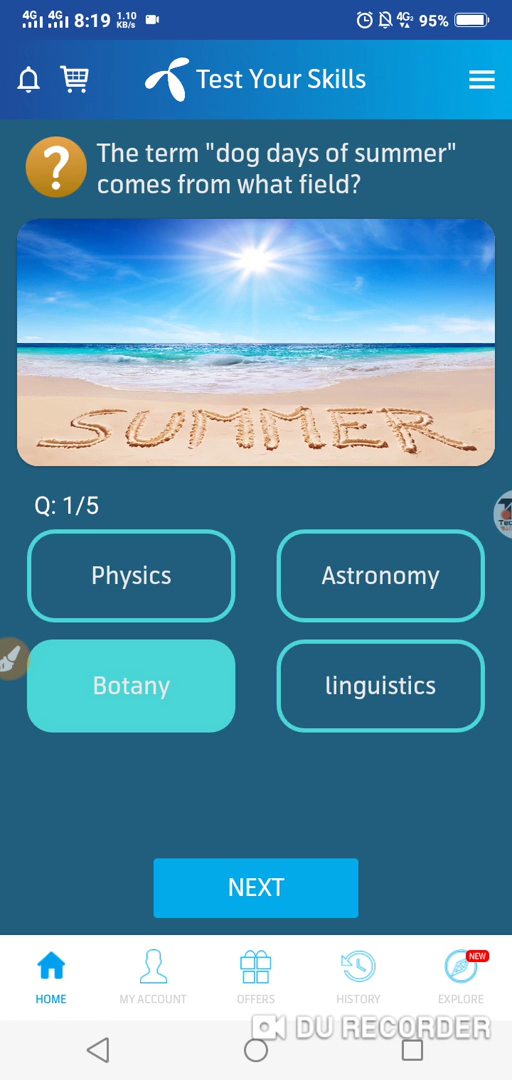 4G 4G 8:19 1.10 KB/s 4G² 95%
Test Your Skills
? The term "dog days of summer"
comes from what field?
SUMMER
Q: 1/5
Physics Astronomy
Botany linguistics
NEXT
NEW
HOME MY ACCOUNT OFFERS HISTORY EXPLORE
DU RECORDER